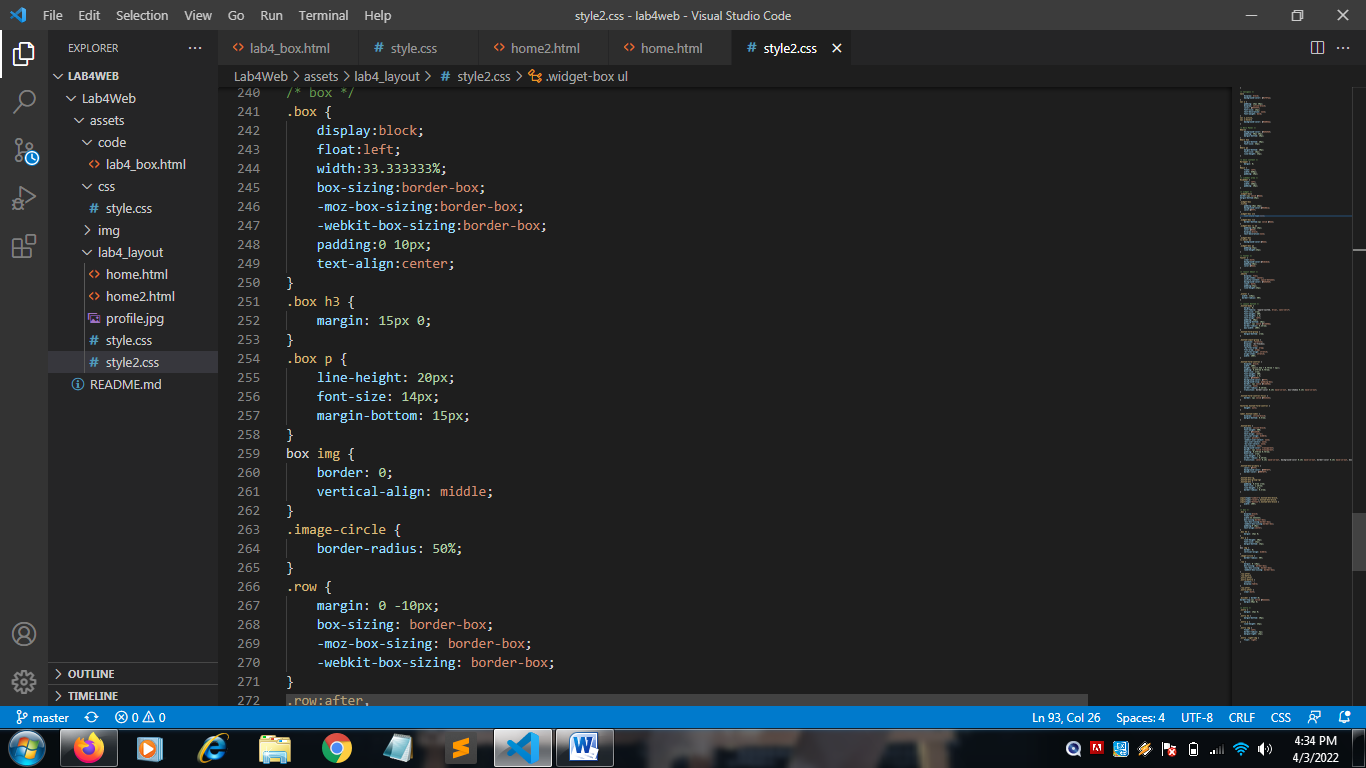 File Edit Selection View Go Run Terminal Help style2.css - lab4web - Visual Studio Code
EXPLORER
lab4_box.html style.css home2.html home.html style2.css
Lab4Web > assets > lab4_layout > style2.css > .widget-box ul
LAB4WEB
Lab4Web
assets
code
lab4_box.html
css
style.css
img
lab4_layout
home.html
home2.html
profile.jpg
style.css
style2.css
README.md
OUTLINE
TIMELINE
240 /* box */
241 .box {
242     display:block;
243     float:left;
244     width:33.333333%;
245     box-sizing:border-box;
246     -moz-box-sizing:border-box;
247     -webkit-box-sizing:border-box;
248     padding:0 10px;
249     text-align:center;
250 }
251 .box h3 {
252     margin: 15px 0;
253 }
254 .box p {
255     line-height: 20px;
256     font-size: 14px;
257     margin-bottom: 15px;
258 }
259 box img {
260     border: 0;
261     vertical-align: middle;
262 }
263 .image-circle {
264     border-radius: 50%;
265 }
266 .row {
267     margin: 0 -10px;
268     box-sizing: border-box;
269     -moz-box-sizing: border-box;
270     -webkit-box-sizing: border-box;
271 }
272 .row:after,
master 0 0 Ln 93, Col 26 Spaces: 4 UTF-8 CRLF CSS
4:34 PM
4/3/2022